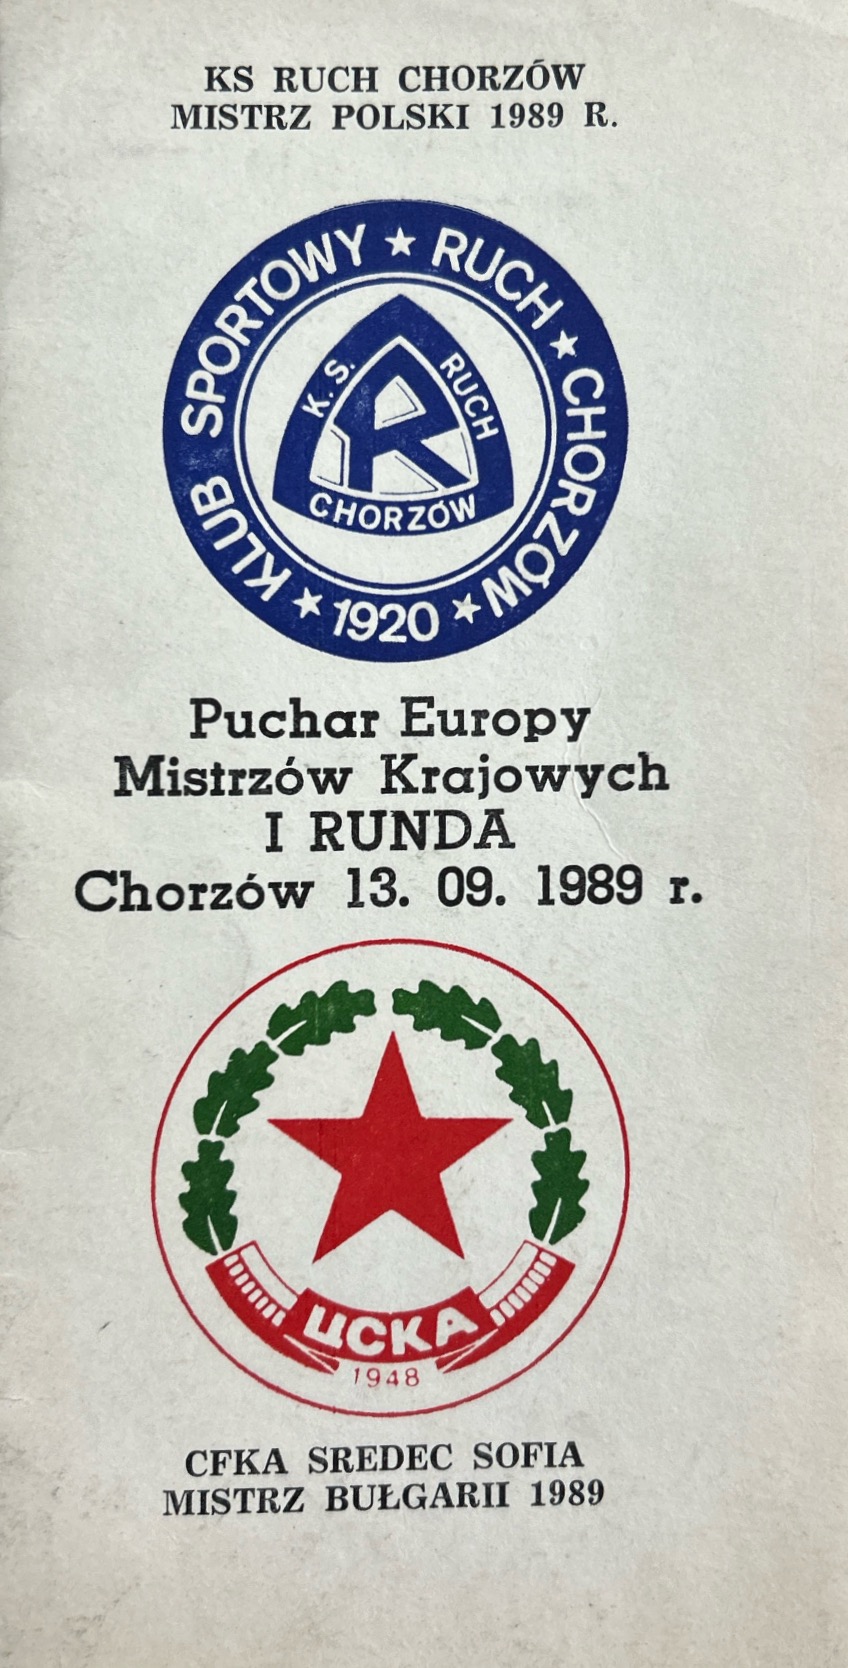 KS RUCH CHORZÓW
MISTRZ POLSKI 1989 R.
KLUB SPORTOWY ★ RUCH ★ CHORZÓW ★ 1920 ★
K. S. RUCH
R
CHORZÓW
Puchar Europy
Mistrzów Krajowych
I RUNDA
Chorzów 13. 09. 1989 r.
ЦСКА
1948
CFKA SREDEC SOFIA
MISTRZ BUŁGARII 1989